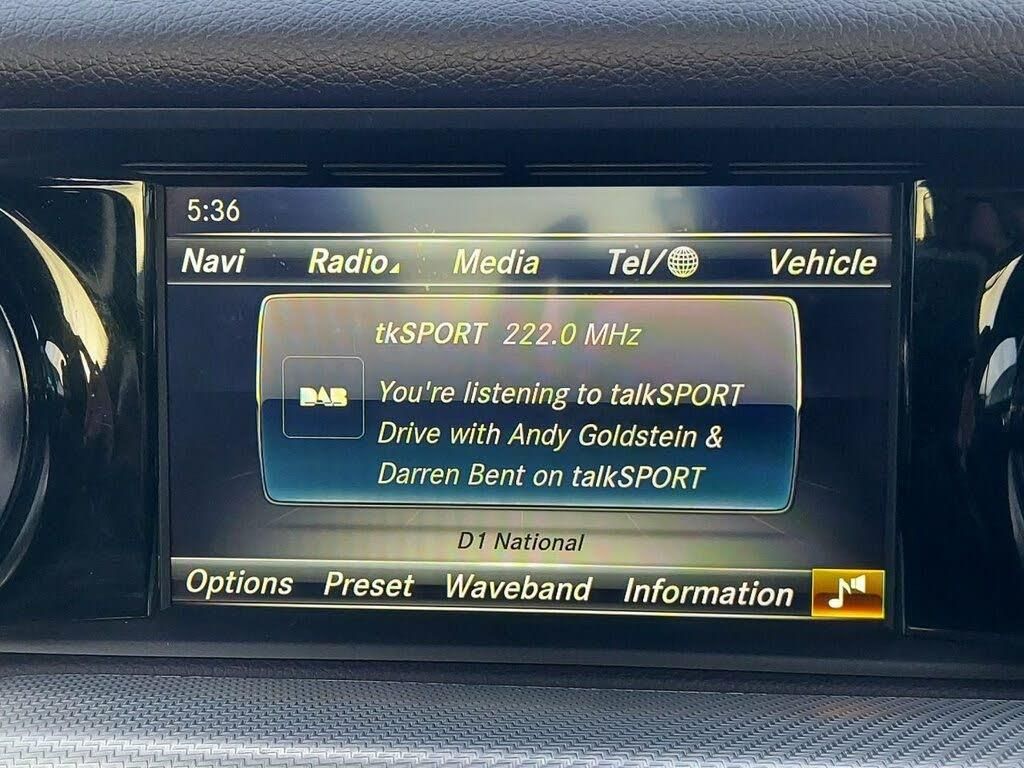 5:36
Navi Radio Media Tel/ Vehicle
tkSPORT 222.0 MHz
DAB
You're listening to talkSPORT
Drive with Andy Goldstein &
Darren Bent on talkSPORT
D1 National
Options Preset Waveband Information